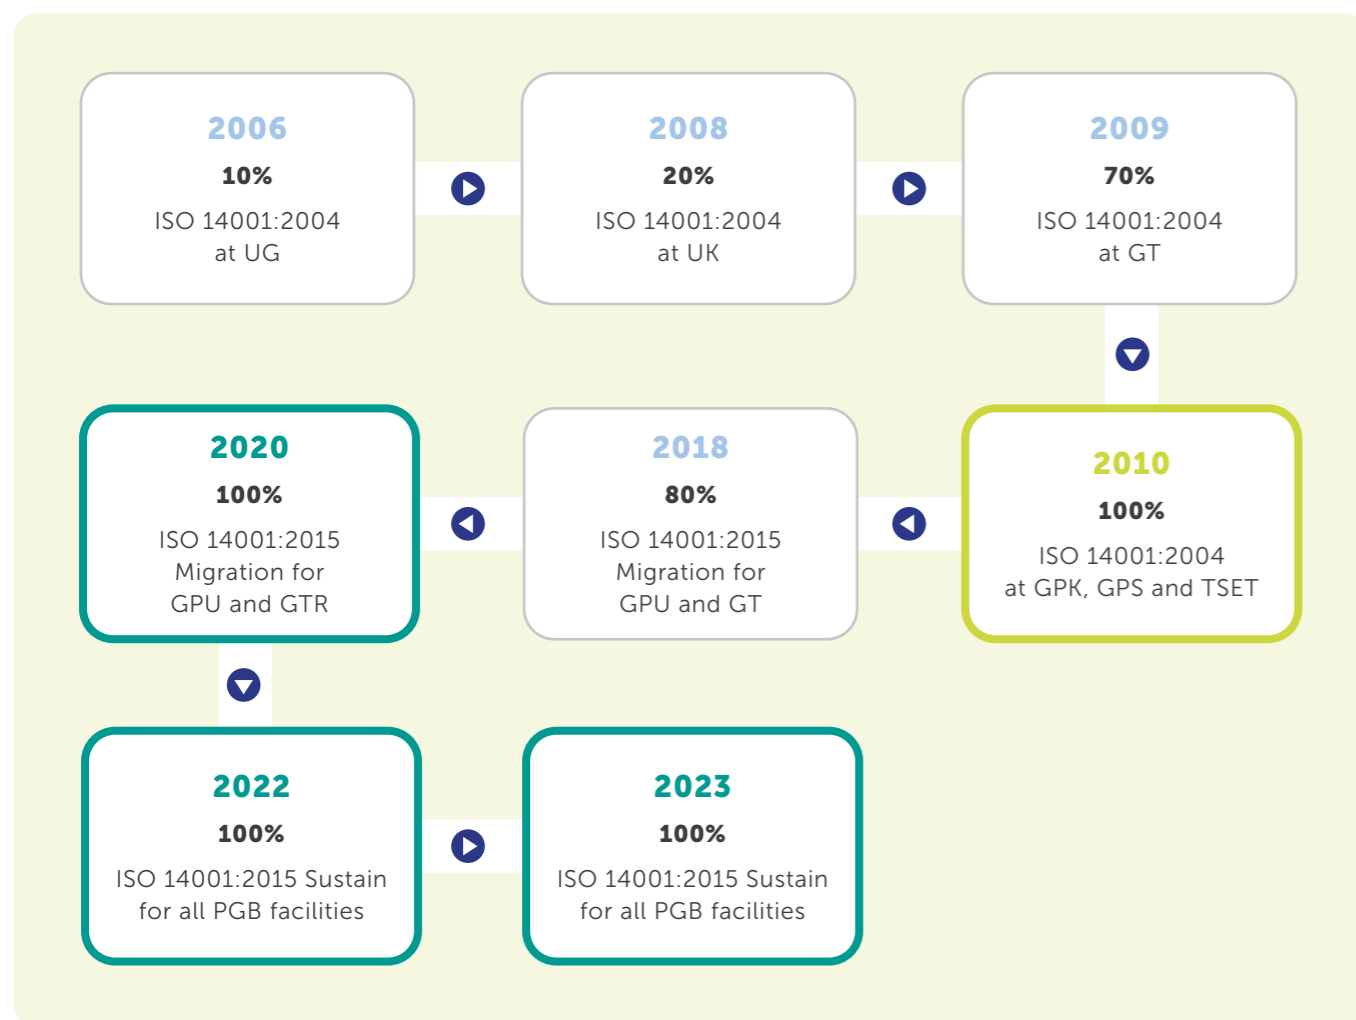 2006
10%
ISO 14001:2004
at UG
2008
20%
ISO 14001:2004
at UK
2009
70%
ISO 14001:2004
at GT
2010
100%
ISO 14001:2004
at GPK, GPS and TSET
2018
80%
ISO 14001:2015
Migration for
GPU and GT
2020
100%
ISO 14001:2015
Migration for
GPU and GTR
2022
100%
ISO 14001:2015 Sustain
for all PGB facilities
2023
100%
ISO 14001:2015 Sustain
for all PGB facilities